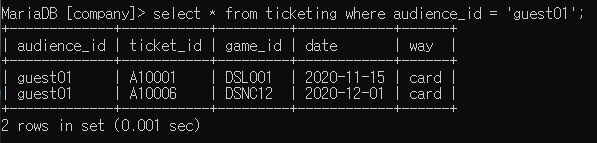 MariaDB [company]> select * from ticketing where audience_id = 'guest01';
+-------------+-----------+---------+------------+------+
| audience_id | ticket_id | game_id | date       | way  |
+-------------+-----------+---------+------------+------+
| guest01     | A10001    | DSL001  | 2020-11-15 | card |
| guest01     | A10006    | DSNC12  | 2020-12-01 | card |
+-------------+-----------+---------+------------+------+
2 rows in set (0.001 sec)